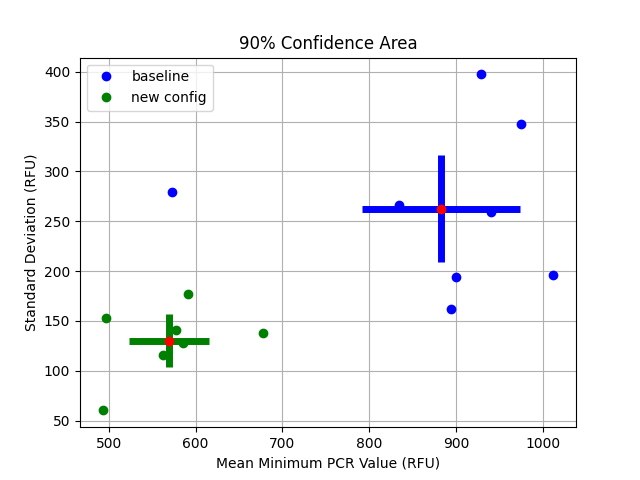 90% Confidence Area
baseline
new config
400
350
300
250
200
150
100
50
Standard Deviation (RFU)
500 600 700 800 900 1000
Mean Minimum PCR Value (RFU)